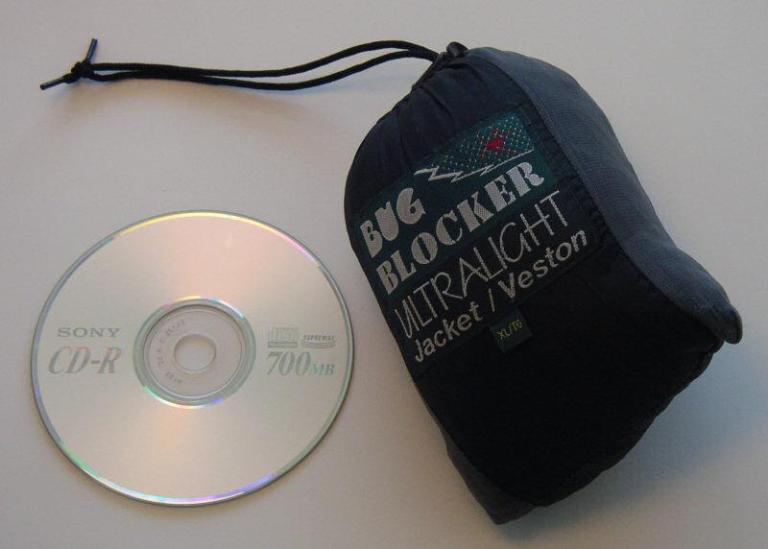 SONY
CD-R
700MB
BUG
BLOCKER
ULTRALIGHT
Jacket / Veston
XL/TG